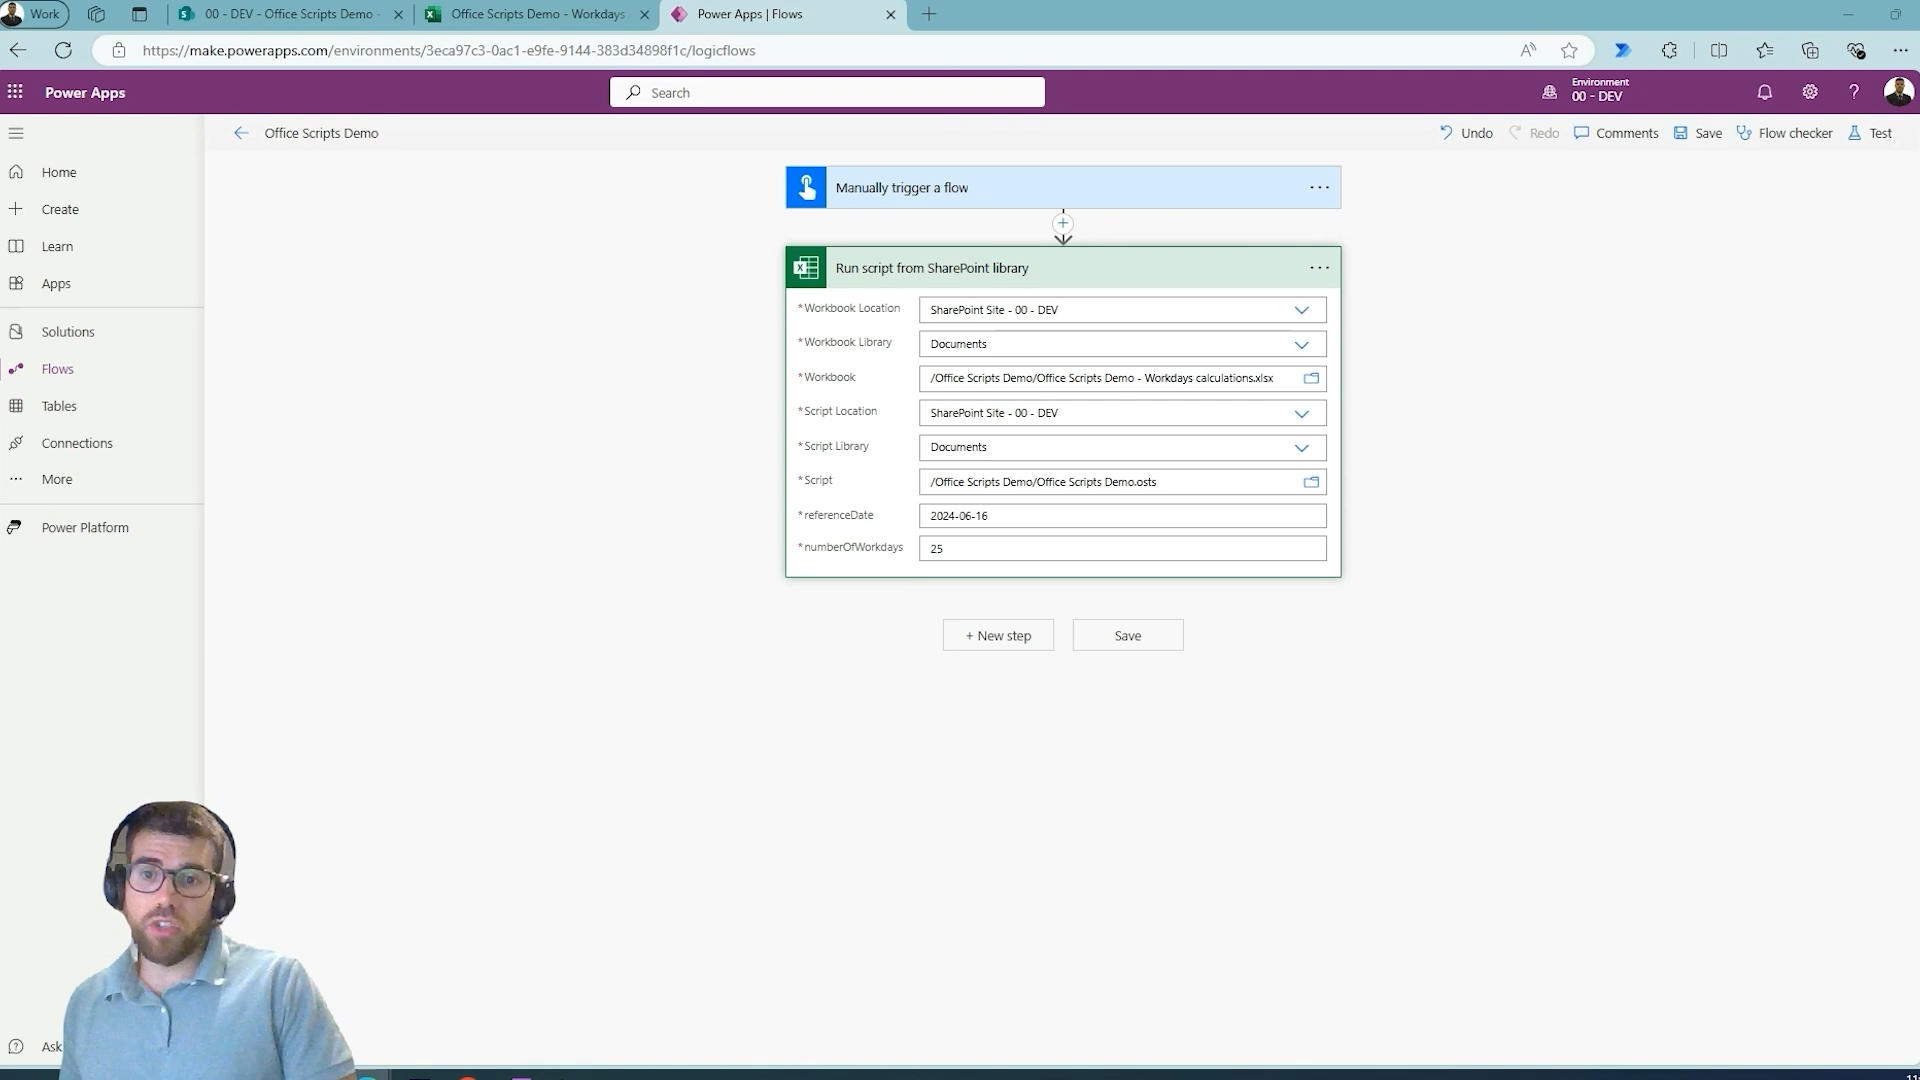 Work
00 - DEV - Office Scripts Demo -
Office Scripts Demo - Workdays
Power Apps | Flows
https://make.powerapps.com/environments/3eca97c3-0ac1-e9fe-9144-383d34898f1c/logicflows
Power Apps
Search
Environment
00 - DEV
Office Scripts Demo
Undo
Redo
Comments
Save
Flow checker
Test
Home
Create
Learn
Apps
Solutions
Flows
Tables
Connections
More
Power Platform
Ask
Manually trigger a flow
Run script from SharePoint library
*Workbook Location
SharePoint Site - 00 - DEV
*Workbook Library
Documents
*Workbook
/Office Scripts Demo/Office Scripts Demo - Workdays calculations.xlsx
*Script Location
SharePoint Site - 00 - DEV
*Script Library
Documents
*Script
/Office Scripts Demo/Office Scripts Demo.osts
*referenceDate
2024-06-16
*numberOfWorkdays
25
+ New step
Save